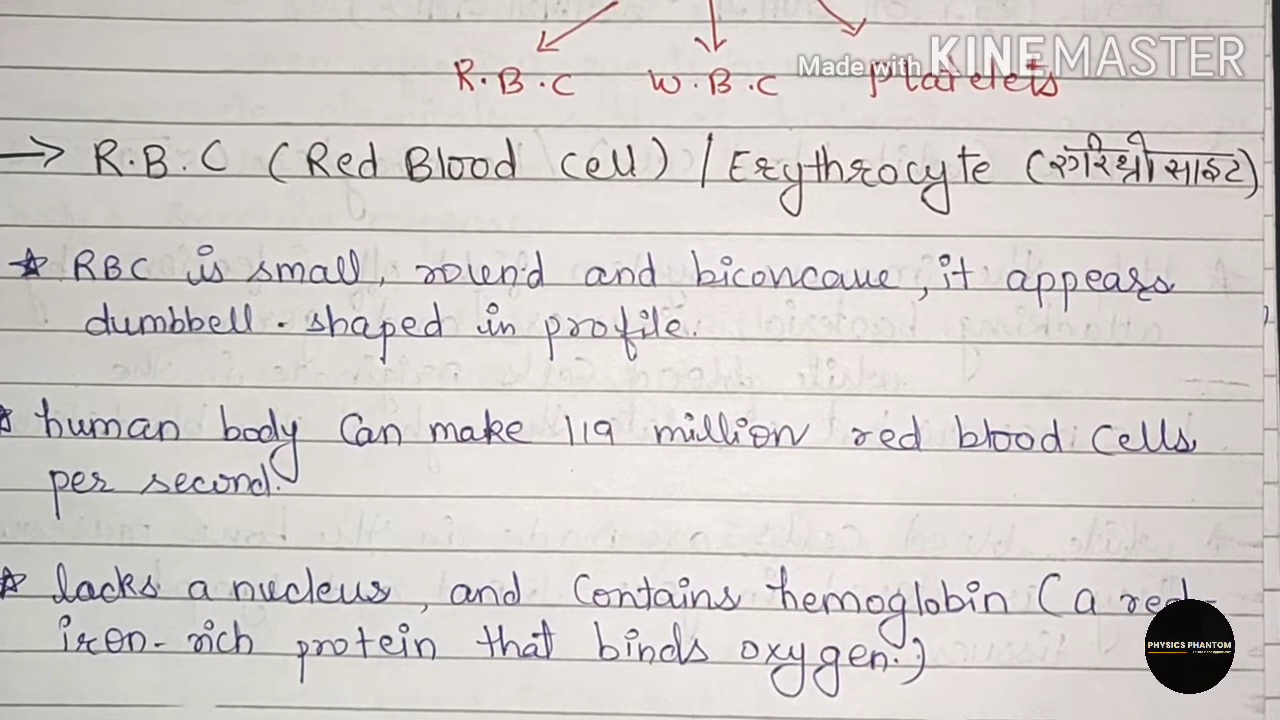 R.B.C W.B.C Platelets
Made with KINEMASTER
→ R.B.C (Red Blood Cell) / Erythrocyte
* RBC is small, round and biconcave, it appears
dumbbell-shaped in profile.
* human body can make 119 million red blood cells
per second.
* lacks a nucleus, and contains hemoglobin (a red-
iron-rich protein that binds oxygen.)
PHYSICS PHANTOM